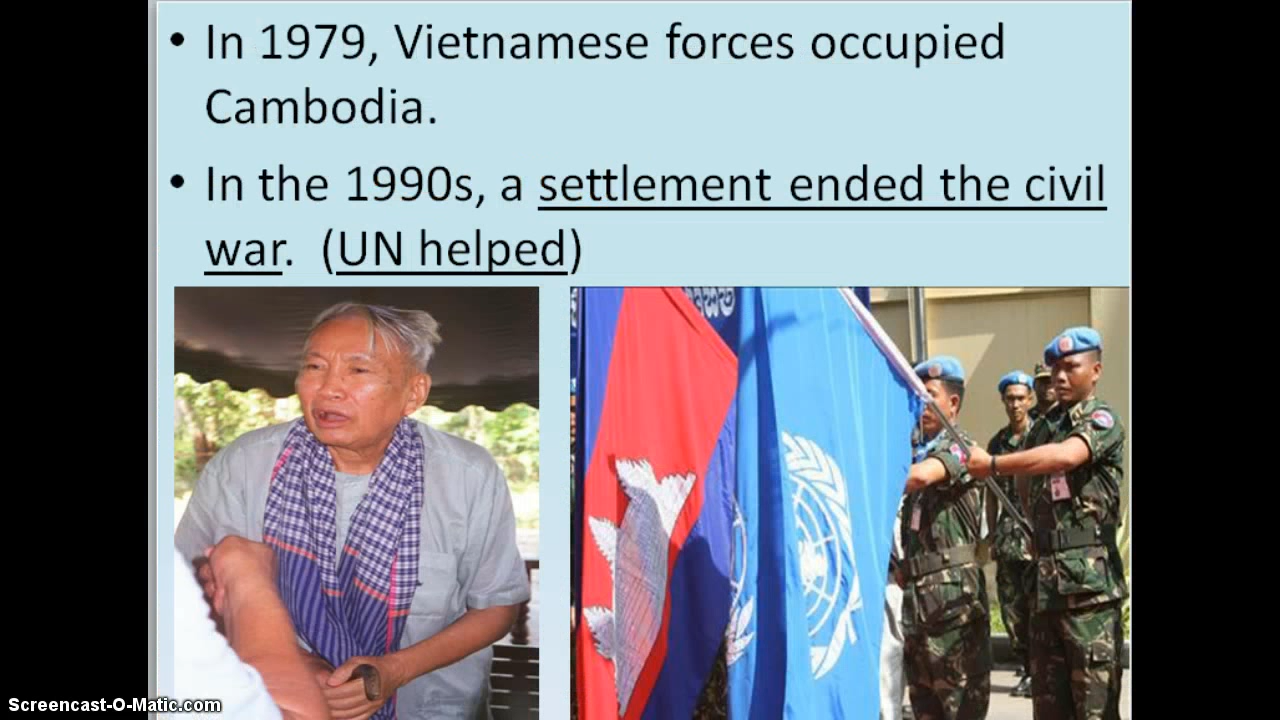 • In 1979, Vietnamese forces occupied
Cambodia.
• In the 1990s, a settlement ended the civil
war.  (UN helped)
Screencast-O-Matic.com